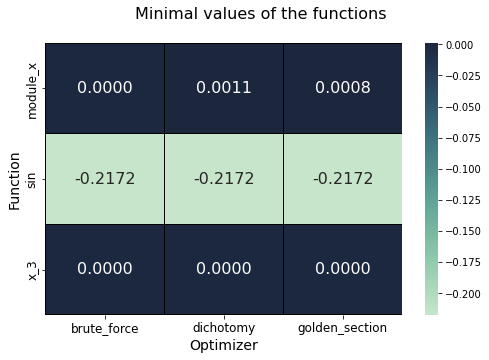 Minimal values of the functions
Function
module_x
0.0000 0.0011 0.0008
sin
-0.2172 -0.2172 -0.2172
x_3
0.0000 0.0000 0.0000
brute_force dichotomy golden_section
Optimizer
0.000
−0.025
−0.050
−0.075
−0.100
−0.125
−0.150
−0.175
−0.200